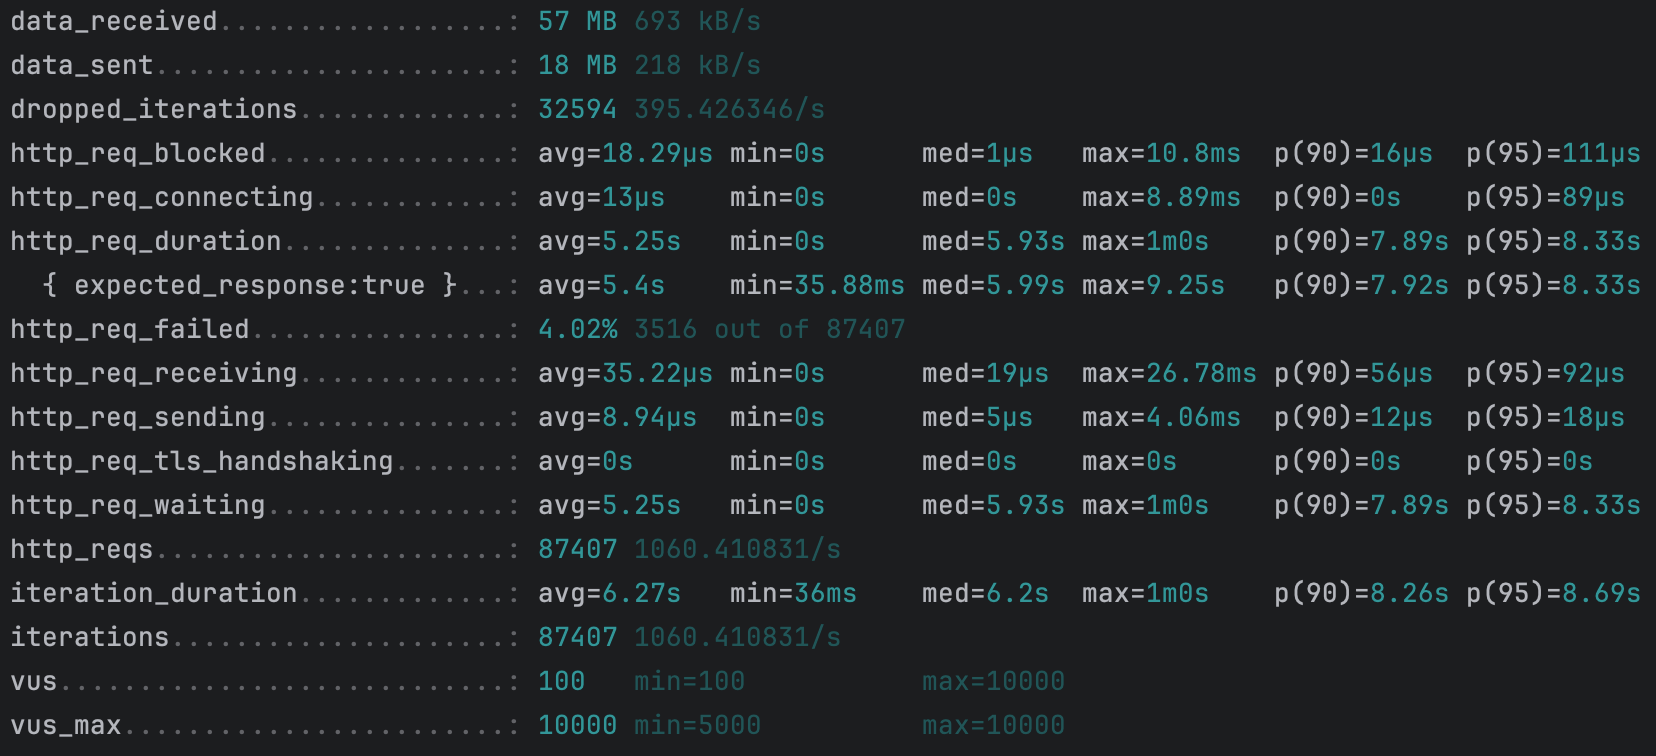 data_received..................: 57 MB 693 kB/s
data_sent......................: 18 MB 218 kB/s
dropped_iterations.............: 32594 395.426346/s
http_req_blocked...............: avg=18.29µs min=0s      med=1µs   max=10.8ms  p(90)=16µs  p(95)=111µs
http_req_connecting............: avg=13µs    min=0s      med=0s    max=8.89ms  p(90)=0s    p(95)=89µs
http_req_duration..............: avg=5.25s   min=0s      med=5.93s max=1m0s    p(90)=7.89s p(95)=8.33s
  { expected_response:true }...: avg=5.4s    min=35.88ms med=5.99s max=9.25s   p(90)=7.92s p(95)=8.33s
http_req_failed................: 4.02% 3516 out of 87407
http_req_receiving.............: avg=35.22µs min=0s      med=19µs  max=26.78ms p(90)=56µs  p(95)=92µs
http_req_sending...............: avg=8.94µs  min=0s      med=5µs   max=4.06ms  p(90)=12µs  p(95)=18µs
http_req_tls_handshaking.......: avg=0s      min=0s      med=0s    max=0s      p(90)=0s    p(95)=0s
http_req_waiting...............: avg=5.25s   min=0s      med=5.93s max=1m0s    p(90)=7.89s p(95)=8.33s
http_reqs......................: 87407 1060.410831/s
iteration_duration.............: avg=6.27s   min=36ms    med=6.2s  max=1m0s    p(90)=8.26s p(95)=8.69s
iterations.....................: 87407 1060.410831/s
vus............................: 100   min=100           max=10000
vus_max........................: 10000 min=5000          max=10000